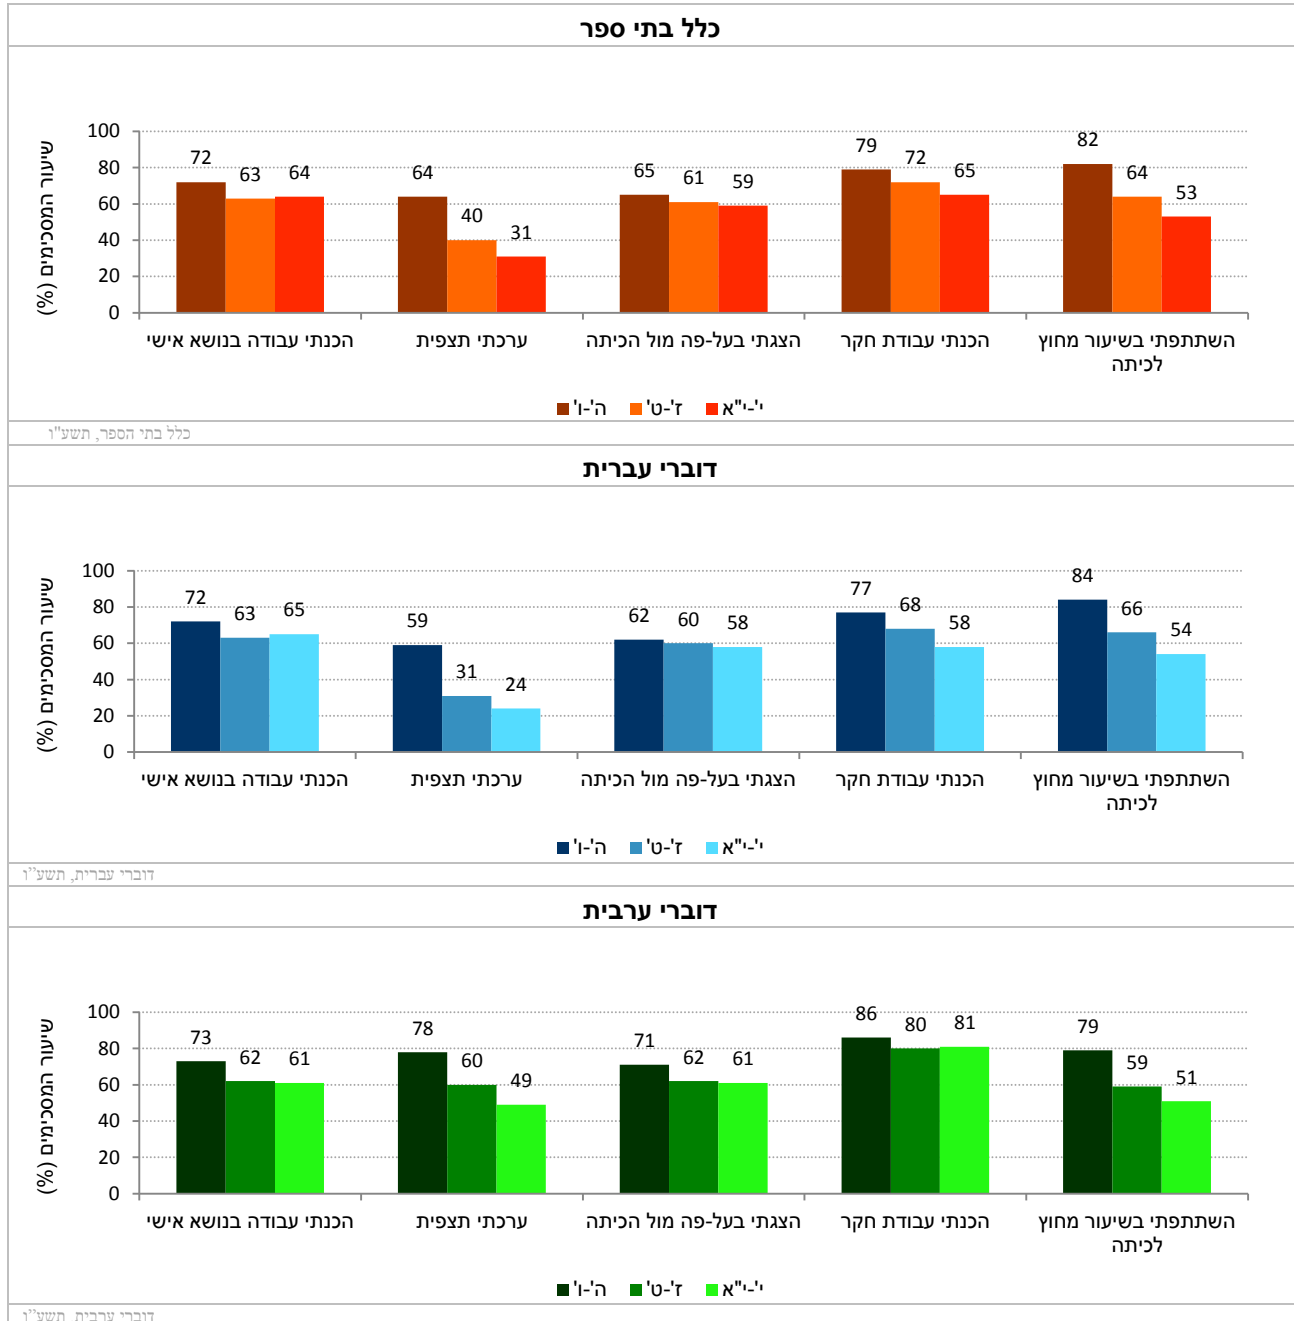 כלל בתי ספר
שיעור המסכימים (%)
100
80
60
40
20
0
72 63 64
64 40 31
65 61 59
79 72 65
82 64 53
הכנתי עבודה בנושא אישי
ערכתי תצפית
הצגתי בעל-פה מול הכיתה
הכנתי עבודת חקר
השתתפתי בשיעור מחוץ
לכיתה
ה'-ו' ז'-ט' י'-י"א
כלל בתי הספר, תשע"ו
דוברי עברית
שיעור המסכימים (%)
100
80
60
40
20
0
72 63 65
59 31 24
62 60 58
77 68 58
84 66 54
הכנתי עבודה בנושא אישי
ערכתי תצפית
הצגתי בעל-פה מול הכיתה
הכנתי עבודת חקר
השתתפתי בשיעור מחוץ
לכיתה
ה'-ו' ז'-ט' י'-י"א
דוברי עברית, תשע''ו
דוברי ערבית
שיעור המסכימים (%)
100
80
60
40
20
0
73 62 61
78 60 49
71 62 61
86 80 81
79 59 51
הכנתי עבודה בנושא אישי
ערכתי תצפית
הצגתי בעל-פה מול הכיתה
הכנתי עבודת חקר
השתתפתי בשיעור מחוץ
לכיתה
ה'-ו' ז'-ט' י'-י"א
דוברי ערבית, תשע''ו